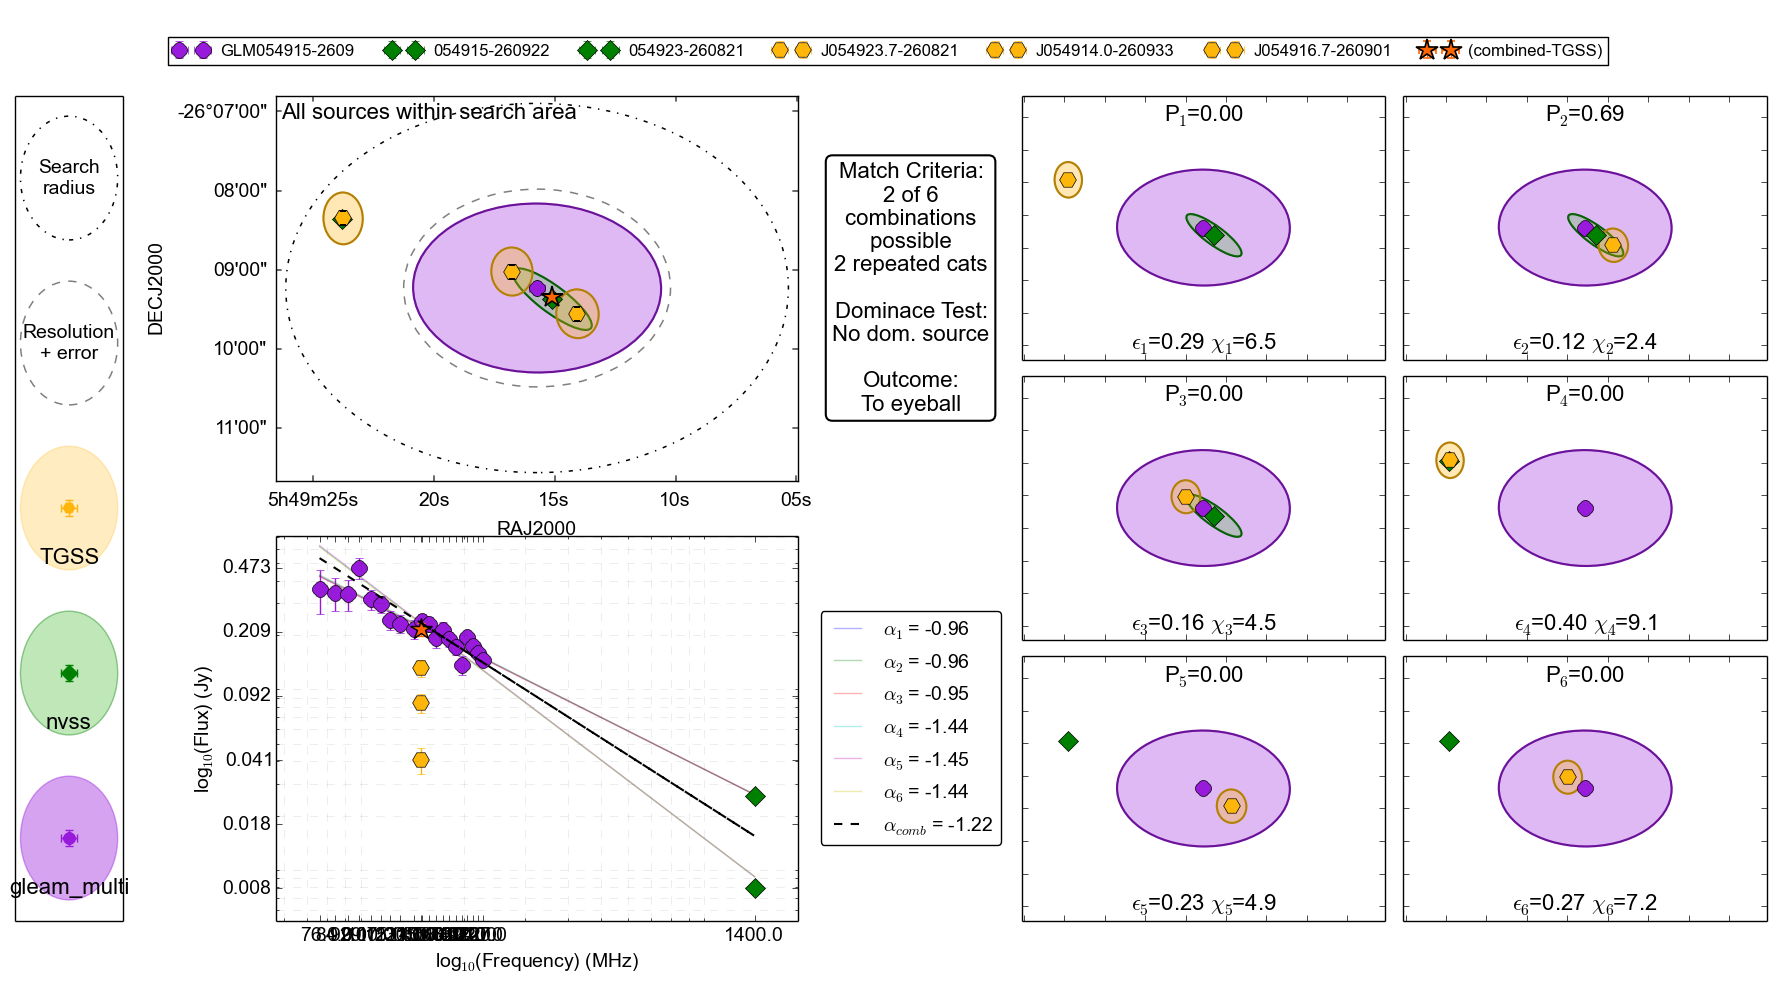 GLM054915-2609 054915-260922 054923-260821 J054923.7-260821 J054914.0-260933 J054916.7-260901 (combined-TGSS)
Search
radius
Resolution
+ error
TGSS
nvss
gleam_multi
All sources within search area
-26°07'00"
08'00"
09'00"
10'00"
11'00"
DECJ2000
5h49m25s 20s 15s 10s 05s
RAJ2000
Match Criteria:
2 of 6
combinations
possible
2 repeated cats
Dominace Test:
No dom. source
Outcome:
To eyeball
0.473
0.209
0.092
0.041
0.018
0.008
log10(Flux) (Jy)
1400.0
log10(Frequency) (MHz)
α1 = -0.96
α2 = -0.96
α3 = -0.95
α4 = -1.44
α5 = -1.45
α6 = -1.44
αcomb = -1.22
P1=0.00
ϵ1=0.29 χ1=6.5
P2=0.69
ϵ2=0.12 χ2=2.4
P3=0.00
ϵ3=0.16 χ3=4.5
P4=0.00
ϵ4=0.40 χ4=9.1
P5=0.00
ϵ5=0.23 χ5=4.9
P6=0.00
ϵ6=0.27 χ6=7.2